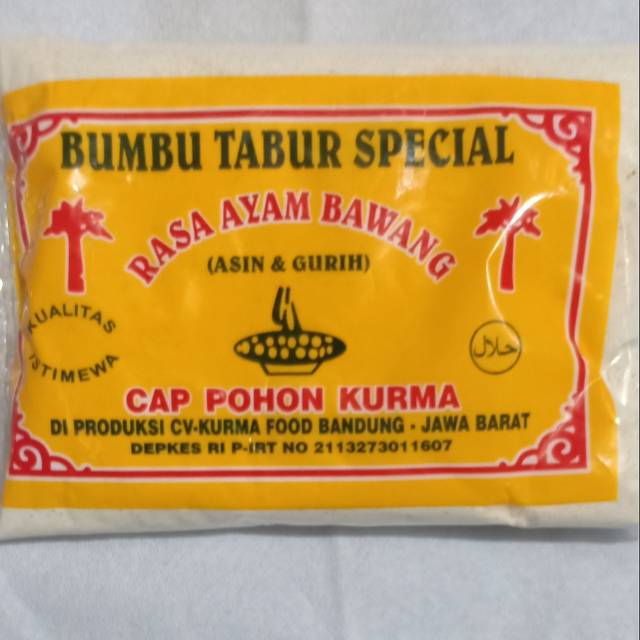 BUMBU TABUR SPECIAL
RASA AYAM BAWANG
(ASIN & GURIH)
KUALITAS
ISTIMEWA
حلال
CAP POHON KURMA
DI PRODUKSI CV-KURMA FOOD BANDUNG - JAWA BARAT
DEPKES RI P-IRT NO 2113273011607